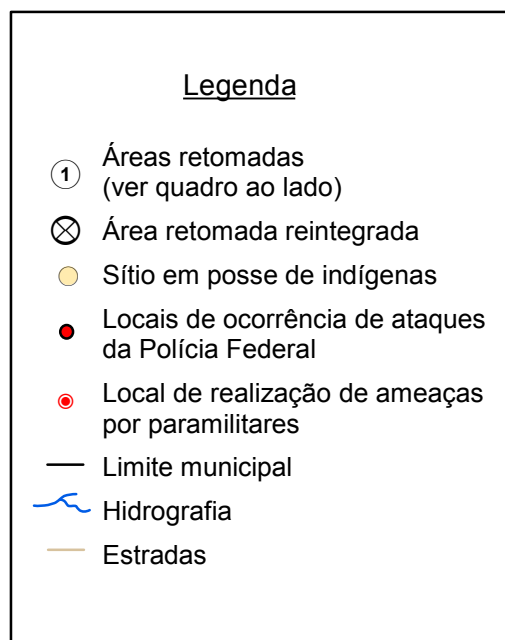 Legenda
1 Áreas retomadas
(ver quadro ao lado)
Área retomada reintegrada
Sítio em posse de indígenas
Locais de ocorrência de ataques
da Polícia Federal
Local de realização de ameaças
por paramilitares
Limite municipal
Hidrografia
Estradas